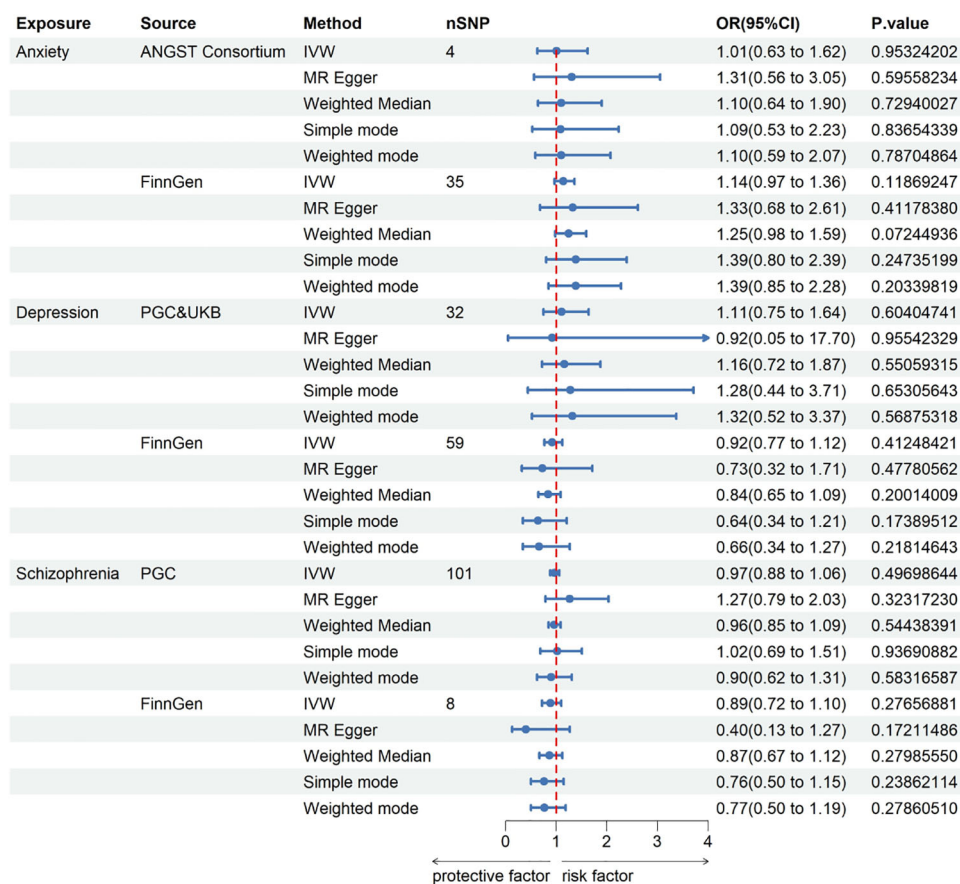 Exposure Source Method nSNP OR(95%CI) P.value
Anxiety ANGST Consortium IVW 4 1.01(0.63 to 1.62) 0.95324202
MR Egger 1.31(0.56 to 3.05) 0.59558234
Weighted Median 1.10(0.64 to 1.90) 0.72940027
Simple mode 1.09(0.53 to 2.23) 0.83654339
Weighted mode 1.10(0.59 to 2.07) 0.78704864
FinnGen IVW 35 1.14(0.97 to 1.36) 0.11869247
MR Egger 1.33(0.68 to 2.61) 0.41178380
Weighted Median 1.25(0.98 to 1.59) 0.07244936
Simple mode 1.39(0.80 to 2.39) 0.24735199
Weighted mode 1.39(0.85 to 2.28) 0.20339819
Depression PGC&UKB IVW 32 1.11(0.75 to 1.64) 0.60404741
MR Egger 0.92(0.05 to 17.70) 0.95542329
Weighted Median 1.16(0.72 to 1.87) 0.55059315
Simple mode 1.28(0.44 to 3.71) 0.65305643
Weighted mode 1.32(0.52 to 3.37) 0.56875318
FinnGen IVW 59 0.92(0.77 to 1.12) 0.41248421
MR Egger 0.73(0.32 to 1.71) 0.47780562
Weighted Median 0.84(0.65 to 1.09) 0.20014009
Simple mode 0.64(0.34 to 1.21) 0.17389512
Weighted mode 0.66(0.34 to 1.27) 0.21814643
Schizophrenia PGC IVW 101 0.97(0.88 to 1.06) 0.49698644
MR Egger 1.27(0.79 to 2.03) 0.32317230
Weighted Median 0.96(0.85 to 1.09) 0.54438391
Simple mode 1.02(0.69 to 1.51) 0.93690882
Weighted mode 0.90(0.62 to 1.31) 0.58316587
FinnGen IVW 8 0.89(0.72 to 1.10) 0.27656881
MR Egger 0.40(0.13 to 1.27) 0.17211486
Weighted Median 0.87(0.67 to 1.12) 0.27985550
Simple mode 0.76(0.50 to 1.15) 0.23862114
Weighted mode 0.77(0.50 to 1.19) 0.27860510
0 1 2 3 4
protective factor risk factor